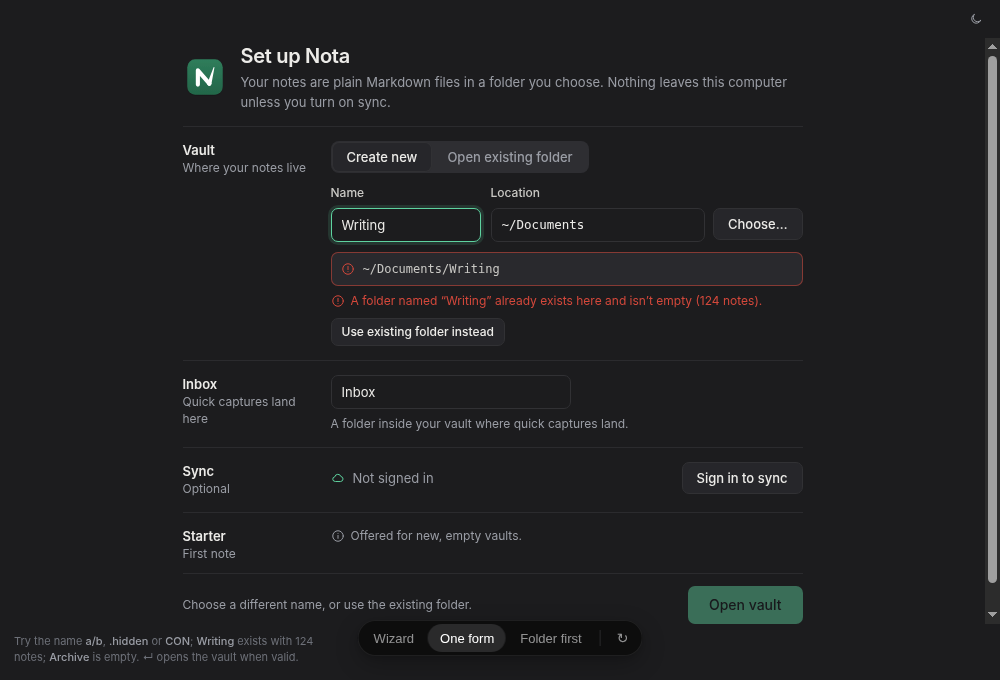 Set up Nota
Your notes are plain Markdown files in a folder you choose. Nothing leaves this computer
unless you turn on sync.
Vault
Where your notes live
Create new
Open existing folder
Name
Location
Writing
~/Documents
Choose...
~/Documents/Writing
A folder named “Writing” already exists here and isn’t empty (124 notes).
Use existing folder instead
Inbox
Quick captures land
here
Inbox
A folder inside your vault where quick captures land.
Sync
Optional
Not signed in
Sign in to sync
Starter
First note
Offered for new, empty vaults.
Choose a different name, or use the existing folder.
Open vault
Try the name a/b, .hidden or CON; Writing exists with 124
notes; Archive is empty. ↵ opens the vault when valid.
Wizard
One form
Folder first
↻